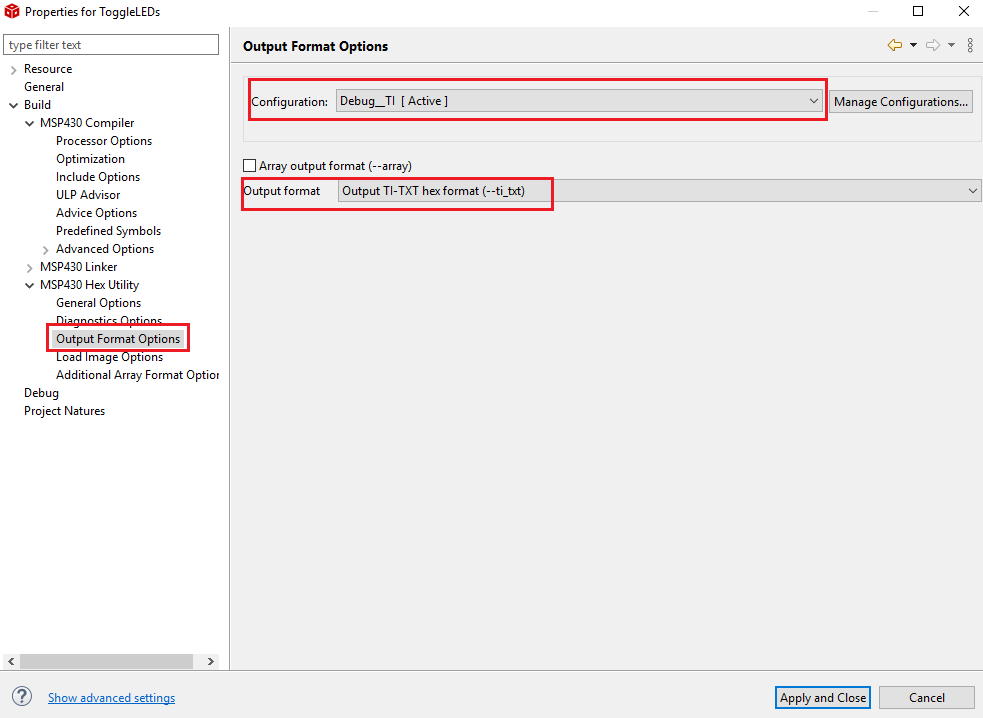 Properties for ToggleLEDs
type filter text
Resource
General
Build
MSP430 Compiler
Processor Options
Optimization
Include Options
ULP Advisor
Advice Options
Predefined Symbols
Advanced Options
MSP430 Linker
MSP430 Hex Utility
General Options
Diagnostics Options
Output Format Options
Load Image Options
Additional Array Format Option
Debug
Project Natures
Output Format Options
Configuration: Debug__TI [ Active ] Manage Configurations...
Array output format (--array)
Output format Output TI-TXT hex format (--ti_txt)
? Show advanced settings Apply and Close Cancel